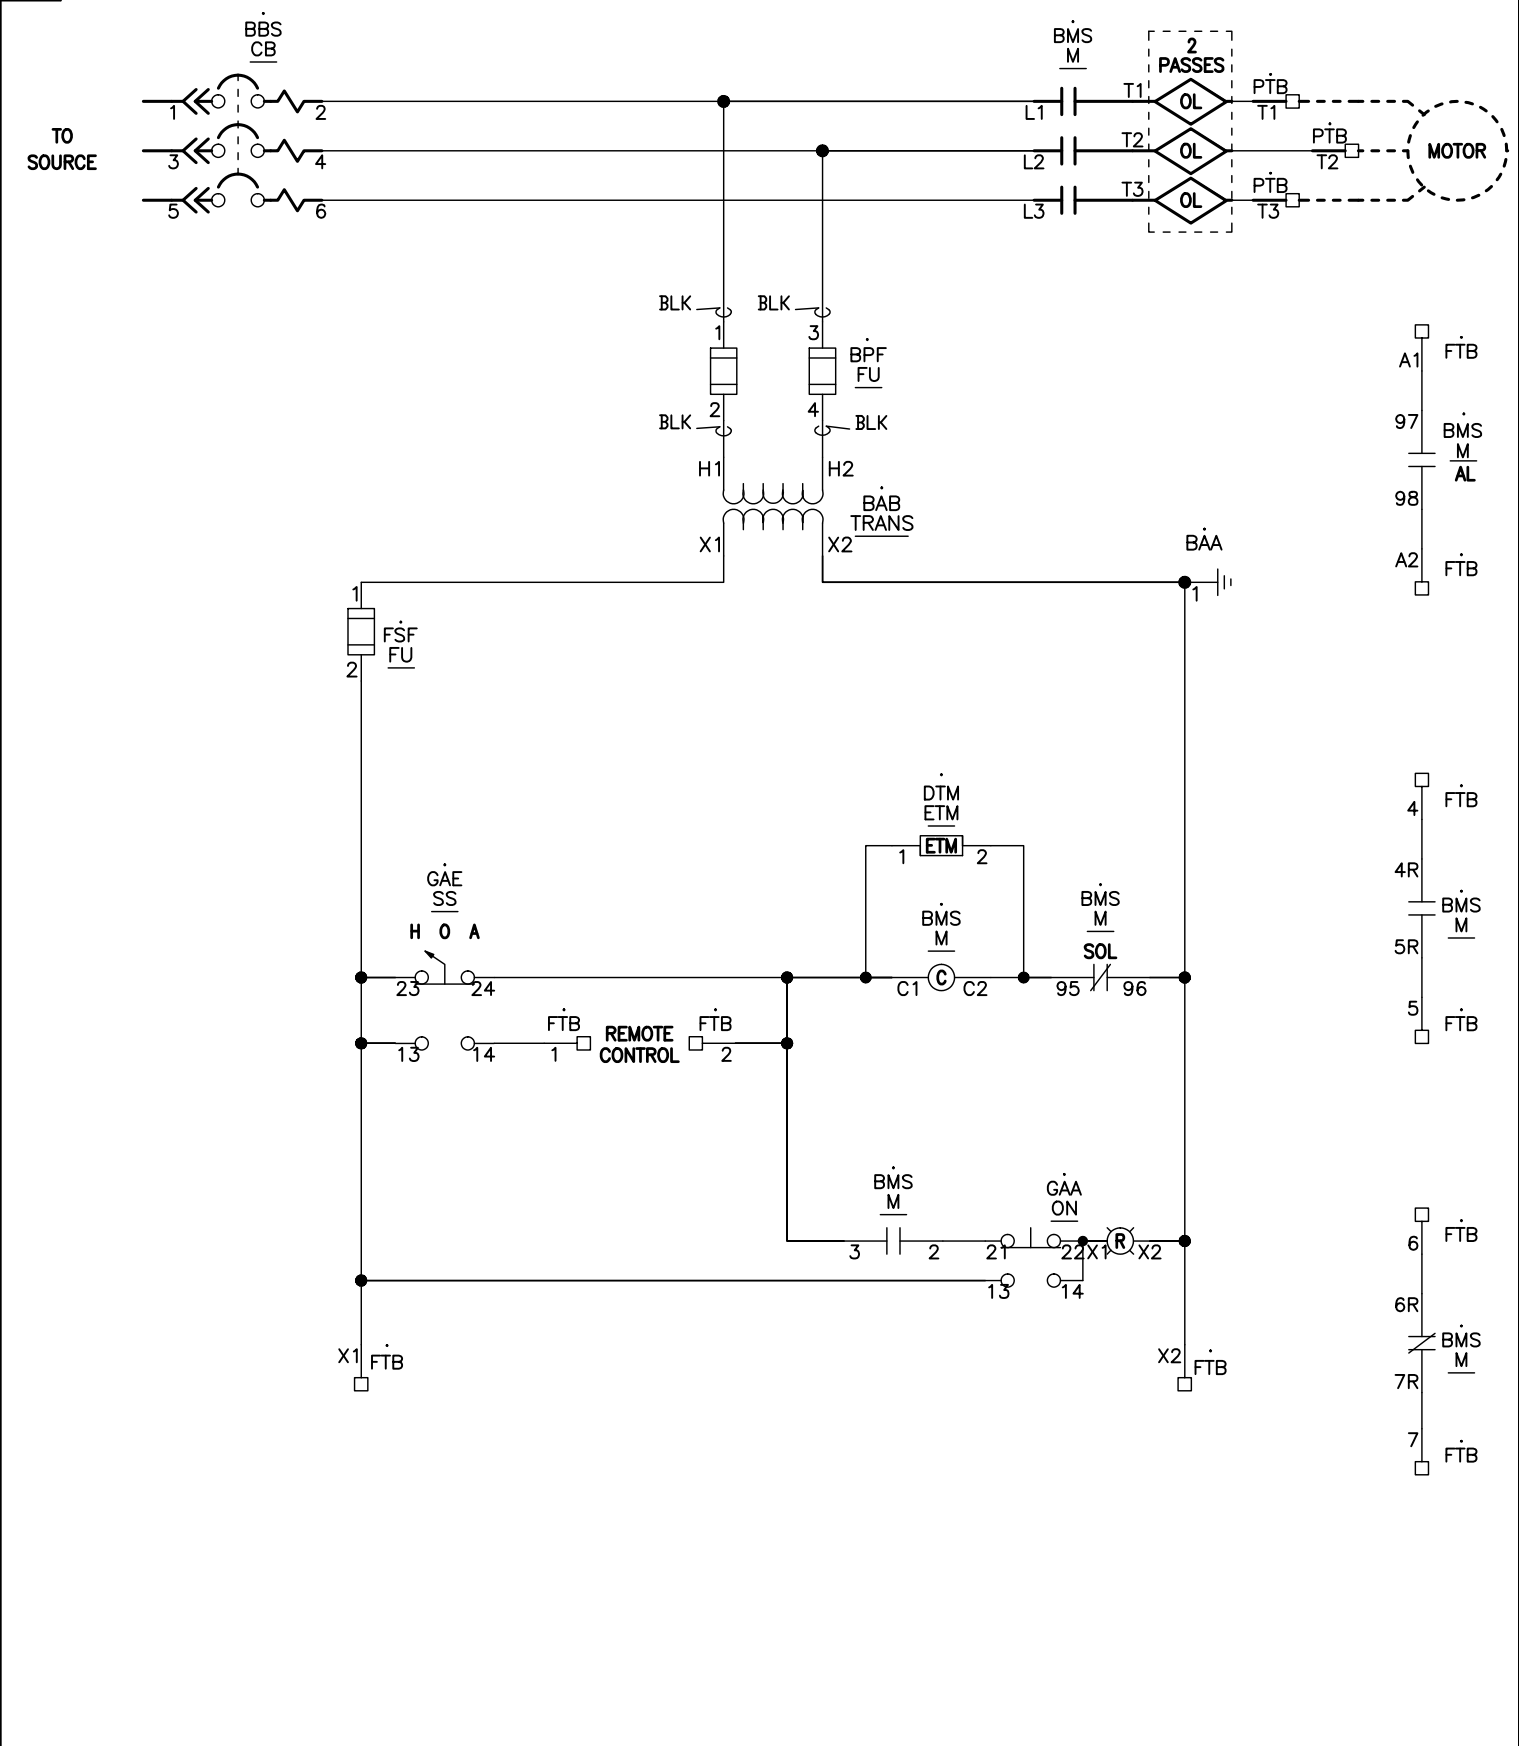 BBS
CB
BMS
M
2
PASSES
TO
SOURCE
1
2
L1
T1
OL
PTB
T1
3
4
L2
T2
OL
PTB
T2
MOTOR
5
6
L3
T3
OL
PTB
T3
BLK
BLK
1
3
BPF
FU
2
4
BLK
BLK
H1
H2
BAB
TRANS
X1
X2
BAA
1
1
FSF
FU
2
A1
FTB
97
BMS
M
AL
98
A2
FTB
DTM
ETM
1
ETM
2
GAE
SS
H O A
BMS
M
BMS
M
SOL
23
24
C1
C
C2
95
96
13
14
FTB
1
REMOTE
CONTROL
FTB
2
4
FTB
4R
BMS
M
5R
5
FTB
BMS
M
GAA
ON
3
2
21
22
X1
R
X2
13
14
X1
FTB
X2
FTB
6
FTB
6R
BMS
M
7R
7
FTB